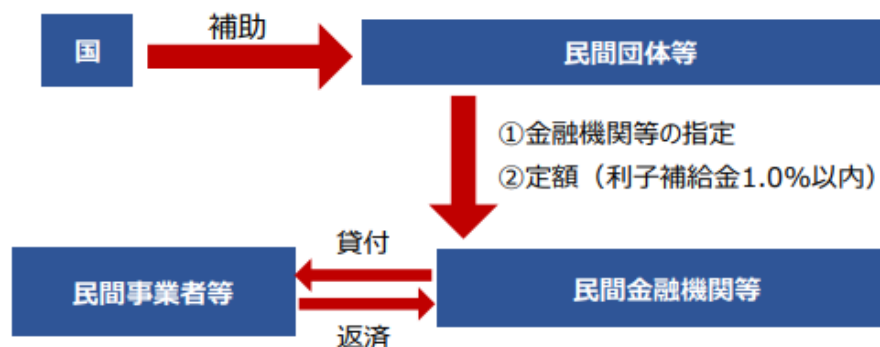 国
補助
民間団体等
①金融機関等の指定
②定額（利子補給金1.0%以内）
貸付
民間事業者等
民間金融機関等
返済